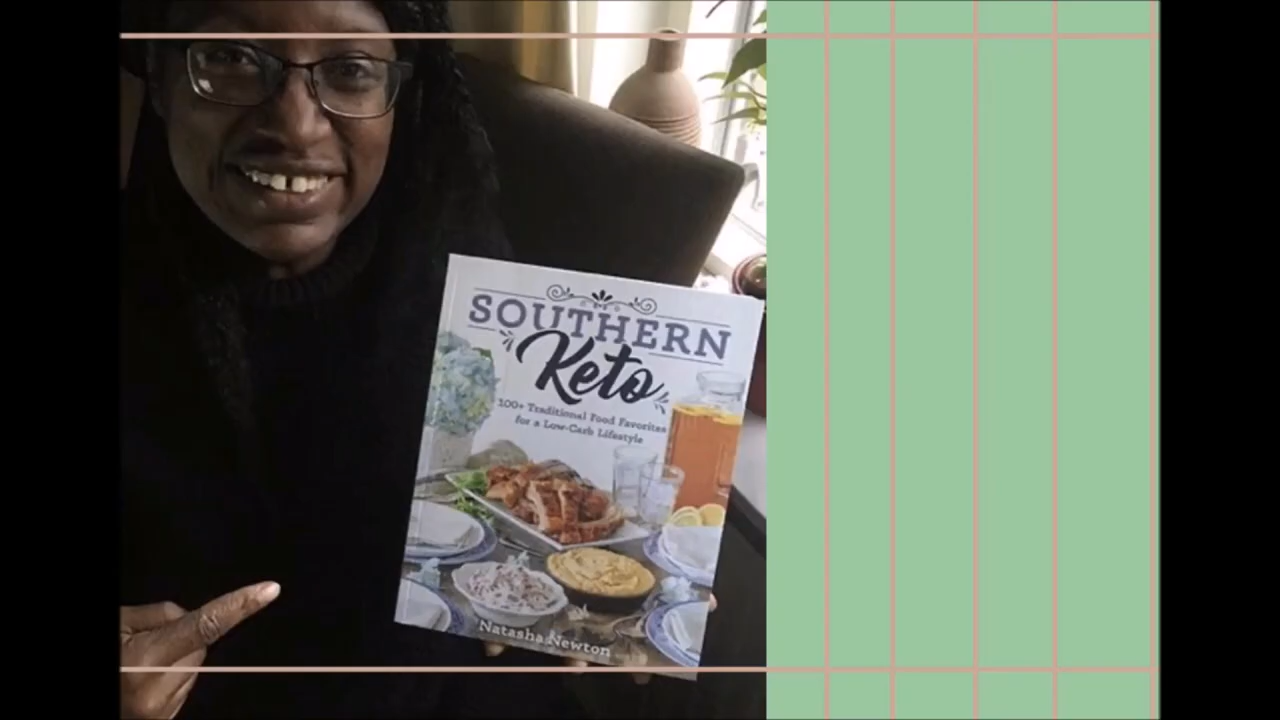 SOUTHERN
Keto
100+ Traditional Food Favorites
for a Low-Carb Lifestyle
Natasha Newton